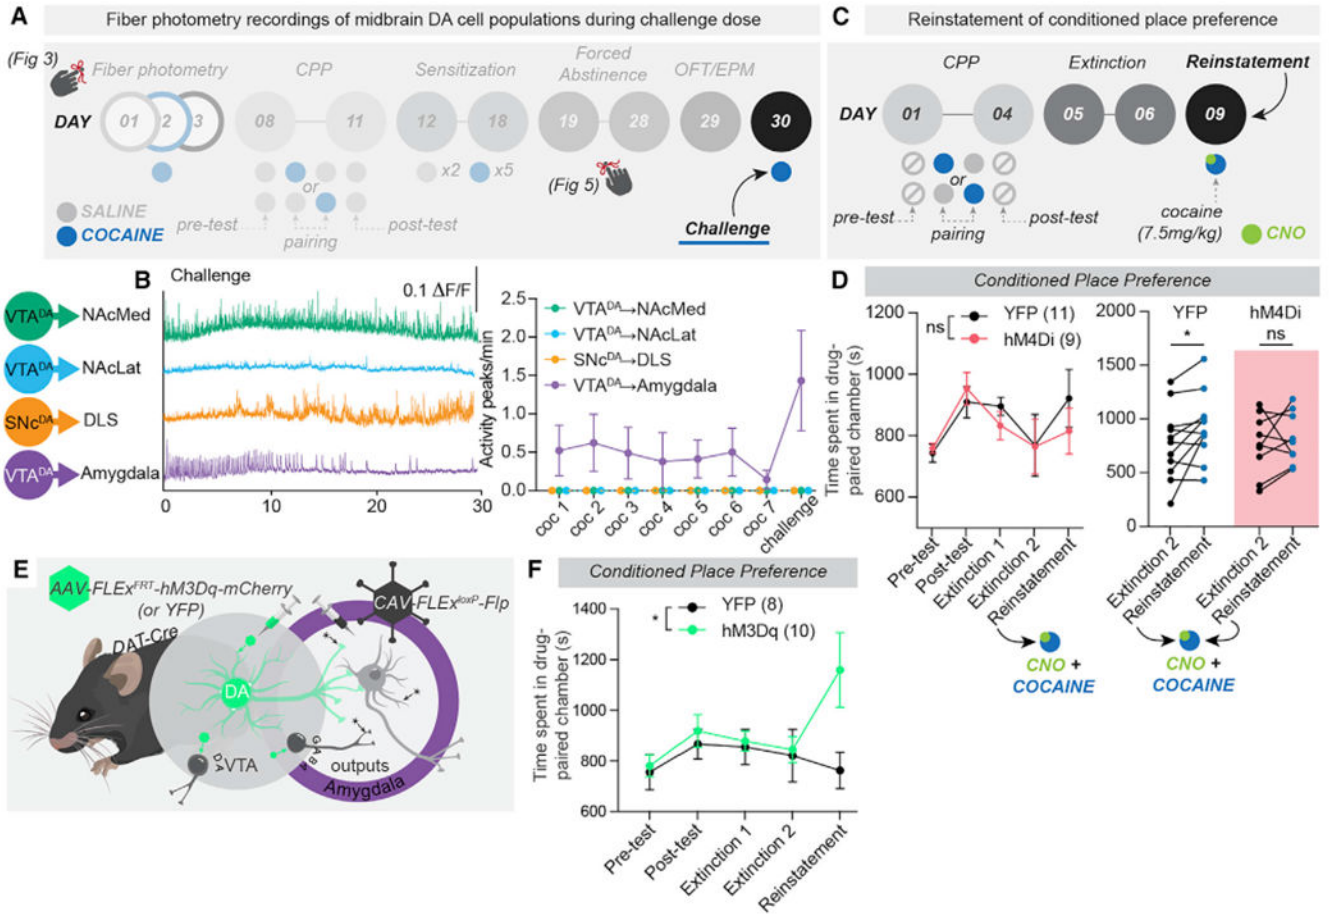 A
Fiber photometry recordings of midbrain DA cell populations during challenge dose
(Fig 3)
Fiber photometry
CPP
Sensitization
Forced
Abstinence
OFT/EPM
DAY
01
2
3
08
11
12
18
19
28
29
30
x2
x5
or
(Fig 5)
SALINE
COCAINE
pre-test
pairing
post-test
Challenge
C
Reinstatement of conditioned place preference
CPP
Extinction
Reinstatement
DAY
01
04
05
06
09
or
pre-test
pairing
post-test
cocaine
(7.5mg/kg)
CNO
B
Challenge
0.1 ΔF/F
VTAᴰᴬ
NAcMed
VTAᴰᴬ
NAcLat
SNcᴰᴬ
DLS
VTAᴰᴬ
Amygdala
0
10
20
30
Activity peaks/min
2.5
2.0
1.5
1.0
0.5
0.0
VTAᴰᴬ→NAcMed
VTAᴰᴬ→NAcLat
SNcᴰᴬ→DLS
VTAᴰᴬ→Amygdala
coc 1
coc 2
coc 3
coc 4
coc 5
coc 6
coc 7
challenge
D
Conditioned Place Preference
Time spent in drug-
paired chamber (s)
1200
1000
800
600
ns
YFP (11)
hM4Di (9)
Pre-test
Post-test
Extinction 1
Extinction 2
Reinstatement
CNO +
COCAINE
2000
1500
1000
500
0
YFP
*
hM4Di
ns
Extinction 2
Reinstatement
Extinction 2
Reinstatement
CNO +
COCAINE
E
AAV-FLExFRT-hM3Dq-mCherry
(or YFP)
CAV-FLExloxP-Flp
DAT-Cre
DA
DA
VTA
GABA
outputs
Amygdala
F
Conditioned Place Preference
Time spent in drug-
paired chamber (s)
1400
1200
1000
800
600
*
YFP (8)
hM3Dq (10)
Pre-test
Post-test
Extinction 1
Extinction 2
Reinstatement